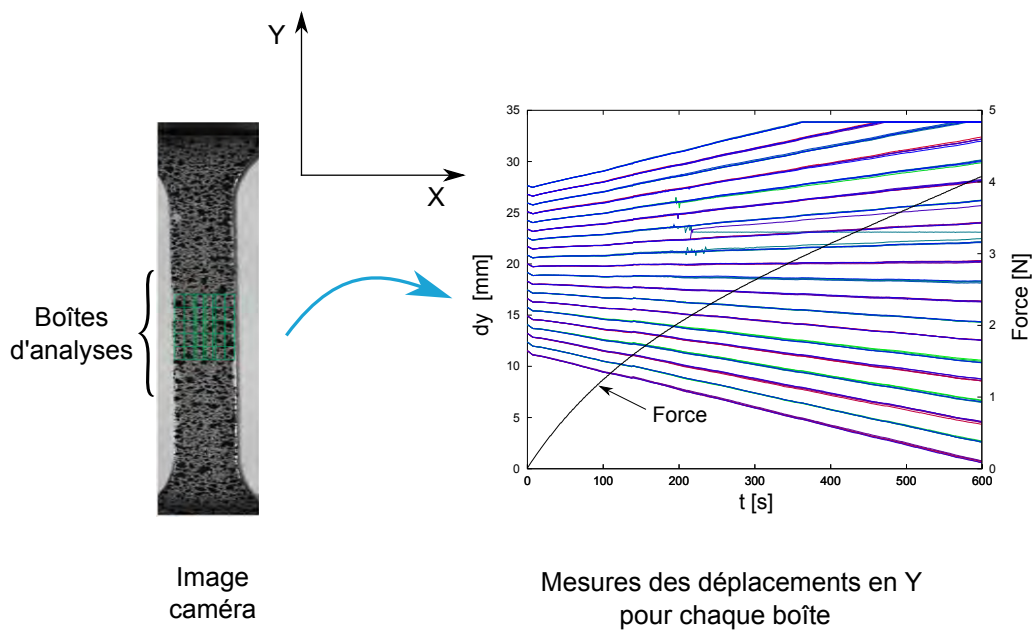 Y
X
Boîtes
d'analyses
35
30
25
20
15
10
5
0
dy [mm]
5
4
3
2
1
0
Force [N]
Force
0
100
200
300
400
500
600
t [s]
Image
caméra
Mesures des déplacements en Y
pour chaque boîte